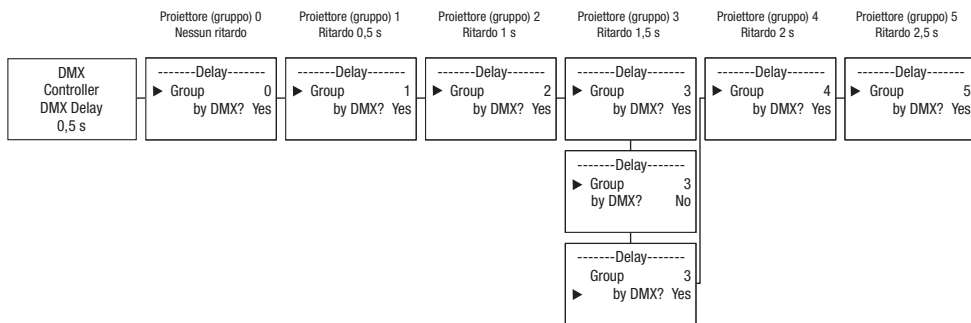 Proiettore (gruppo) 0
Nessun ritardo
Proiettore (gruppo) 1
Ritardo 0,5 s
Proiettore (gruppo) 2
Ritardo 1 s
Proiettore (gruppo) 3
Ritardo 1,5 s
Proiettore (gruppo) 4
Ritardo 2 s
Proiettore (gruppo) 5
Ritardo 2,5 s
DMX
Controller
DMX Delay
0,5 s
-------Delay-------
▶ Group 0
by DMX? Yes
-------Delay-------
▶ Group 1
by DMX? Yes
-------Delay-------
▶ Group 2
by DMX? Yes
-------Delay-------
▶ Group 3
by DMX? Yes
-------Delay-------
▶ Group 4
by DMX? Yes
-------Delay-------
▶ Group 5
by DMX? Yes
-------Delay-------
▶ Group 3
by DMX? No
-------Delay-------
Group 3
▶ by DMX? Yes